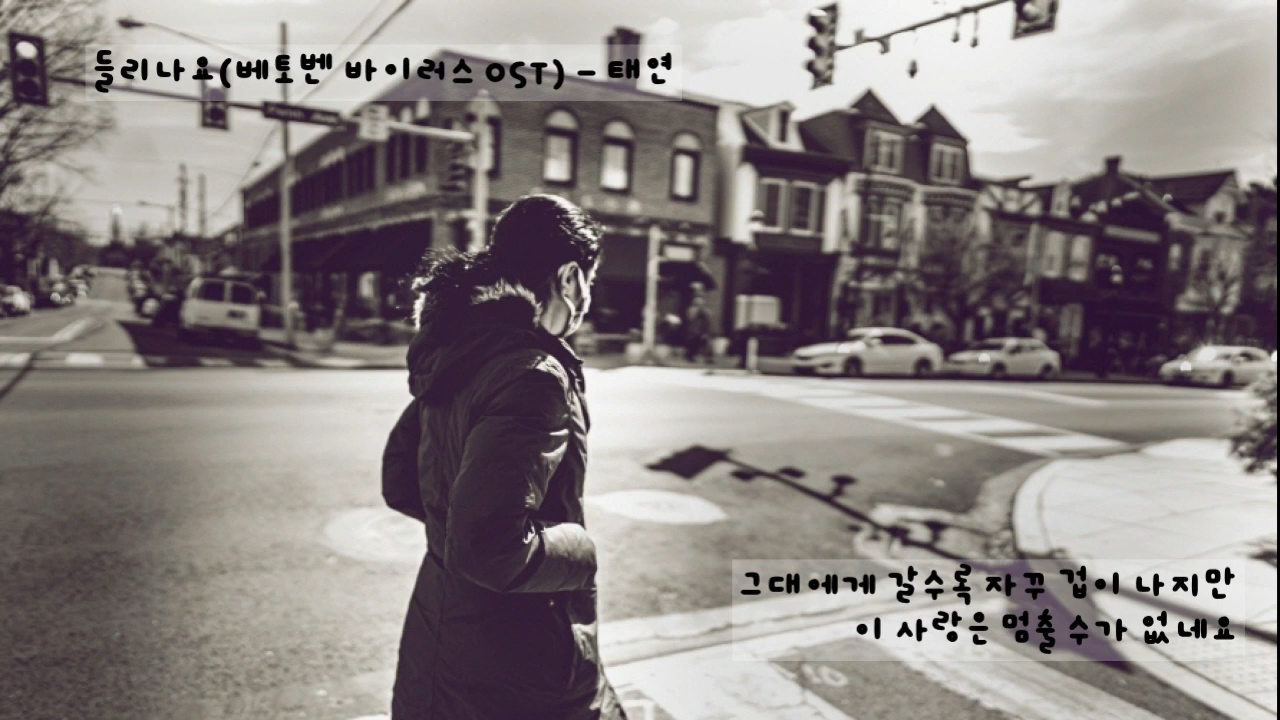 들리나요(베토벤 바이러스 OST) - 태연
그대에게 갈수록 자꾸 겁이 나지만
이 사랑은 멈출 수가 없네요